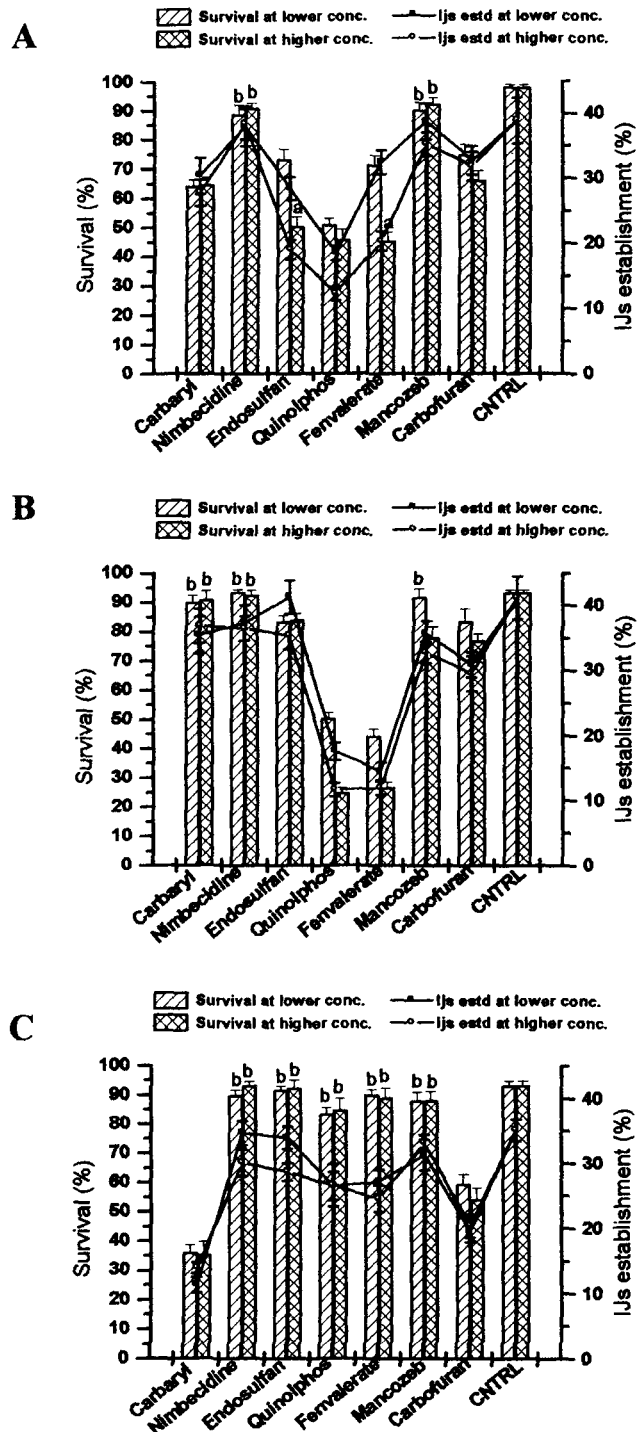 A
Survival at lower conc. Ijs estd at lower conc.
Survival at higher conc. Ijs estd at higher conc.
b b b b
a a
100
90
80
70
60
50
40
30
20
10
0
Survival (%)
40
30
20
10
0
IJs establishment (%)
Carbaryl
Nimbecidine
Endosulfan
Quinolphos
Fenvalerate
Mancozeb
Carbofuran
CNTRL
B
Survival at lower conc. Ijs estd at lower conc.
Survival at higher conc. Ijs estd at higher conc.
b b b b b
100
90
80
70
60
50
40
30
20
10
0
Survival (%)
40
30
20
10
0
IJs establishment (%)
Carbaryl
Nimbecidine
Endosulfan
Quinolphos
Fenvalerate
Mancozeb
Carbofuran
CNTRL
C
Survival at lower conc. Ijs estd at lower conc.
Survival at higher conc. Ijs estd at higher conc.
b b b b b b b b b b
100
90
80
70
60
50
40
30
20
10
0
Survival (%)
40
30
20
10
0
IJs establishment (%)
Carbaryl
Nimbecidine
Endosulfan
Quinolphos
Fenvalerate
Mancozeb
Carbofuran
CNTRL